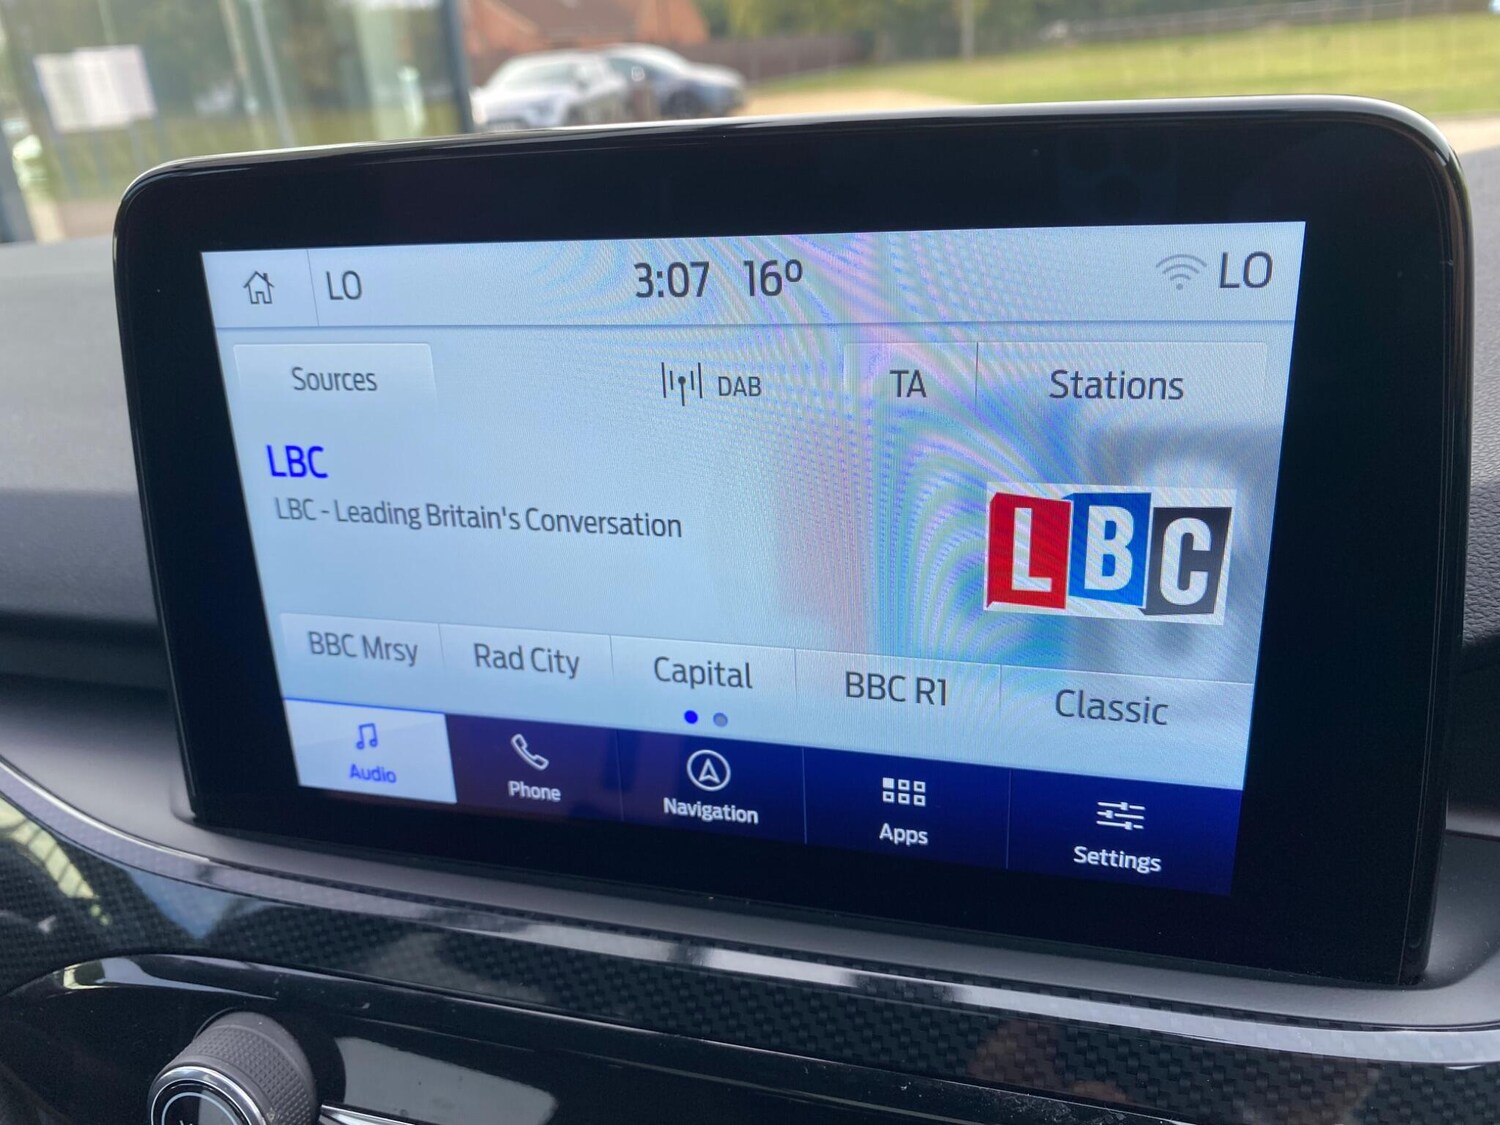 LO 3:07 16º LO
Sources DAB TA Stations
LBC
LBC - Leading Britain's Conversation
LBC
BBC Mrsy Rad City Capital BBC R1 Classic
Audio Phone Navigation Apps Settings